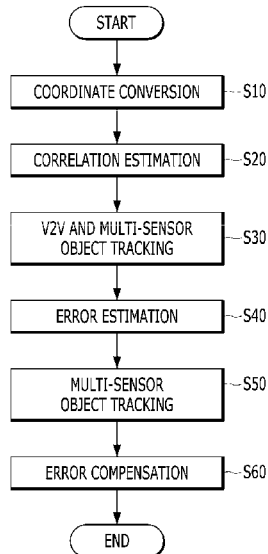 START
COORDINATE CONVERSION
S10
CORRELATION ESTIMATION
S20
V2V AND MULTI-SENSOR
OBJECT TRACKING
S30
ERROR ESTIMATION
S40
MULTI-SENSOR
OBJECT TRACKING
S50
ERROR COMPENSATION
S60
END